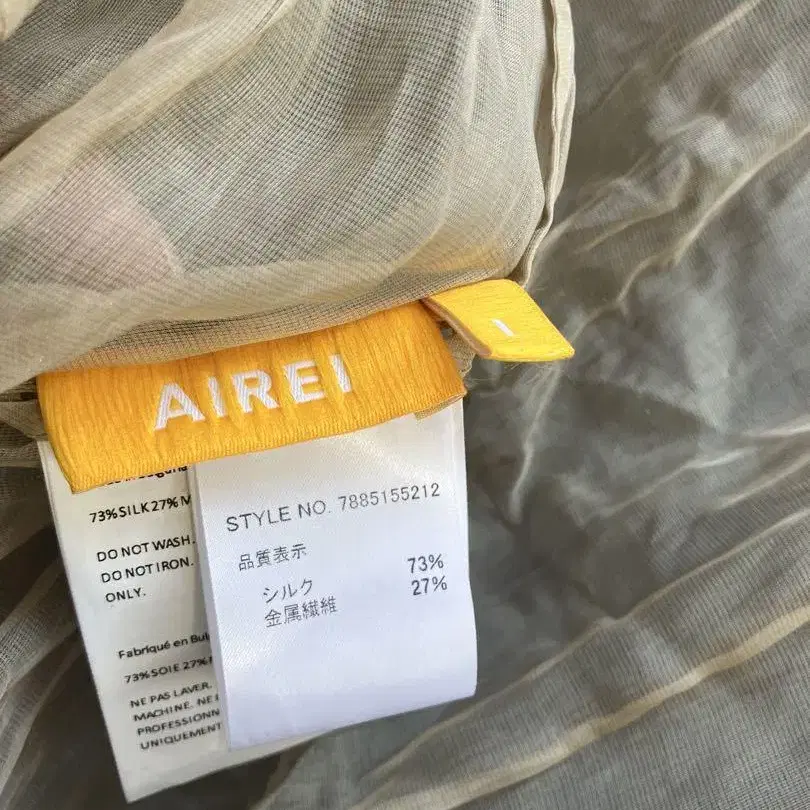 AIREI
1
73%SILK27%M
DO NOT WASH.
DO NOT IRON.
ONLY.
Fabriqué en Bul
73%SOIE 27%
NE PAS LAVER.
MACHINE. NE
PROFESSIONN
UNIQUEMENT
STYLE NO. 7885155212
品質表示
シルク 73%
金属繊維 27%